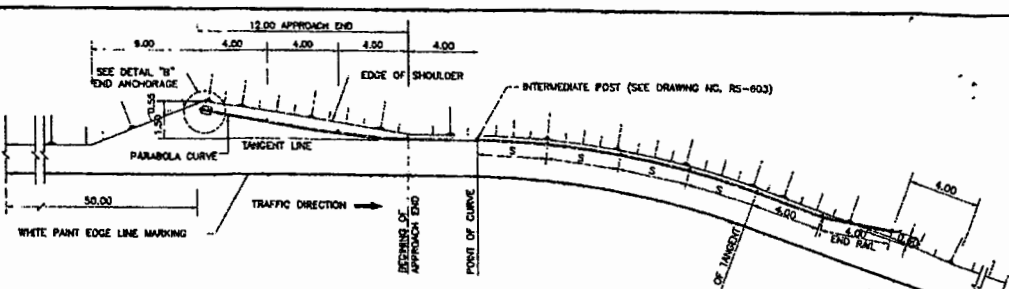 12.00 APPROACH END
9.00 4.00 4.00 4.00 4.00
SEE DETAIL "B"
END ANCHORAGE
EDGE OF SHOULDER
INTERMEDIATE POST (SEE DRAWING NO. RS-603)
0.55
1.50
PARABOLA CURVE
TANGENT LINE
S
S
S
S
4.00
4.00
END RAIL
4.00
50.00
TRAFFIC DIRECTION
WHITE PAINT EDGE LINE MARKING
BEGINING OF
APPROACH END
POINT OF CURVE
OF TANGENT